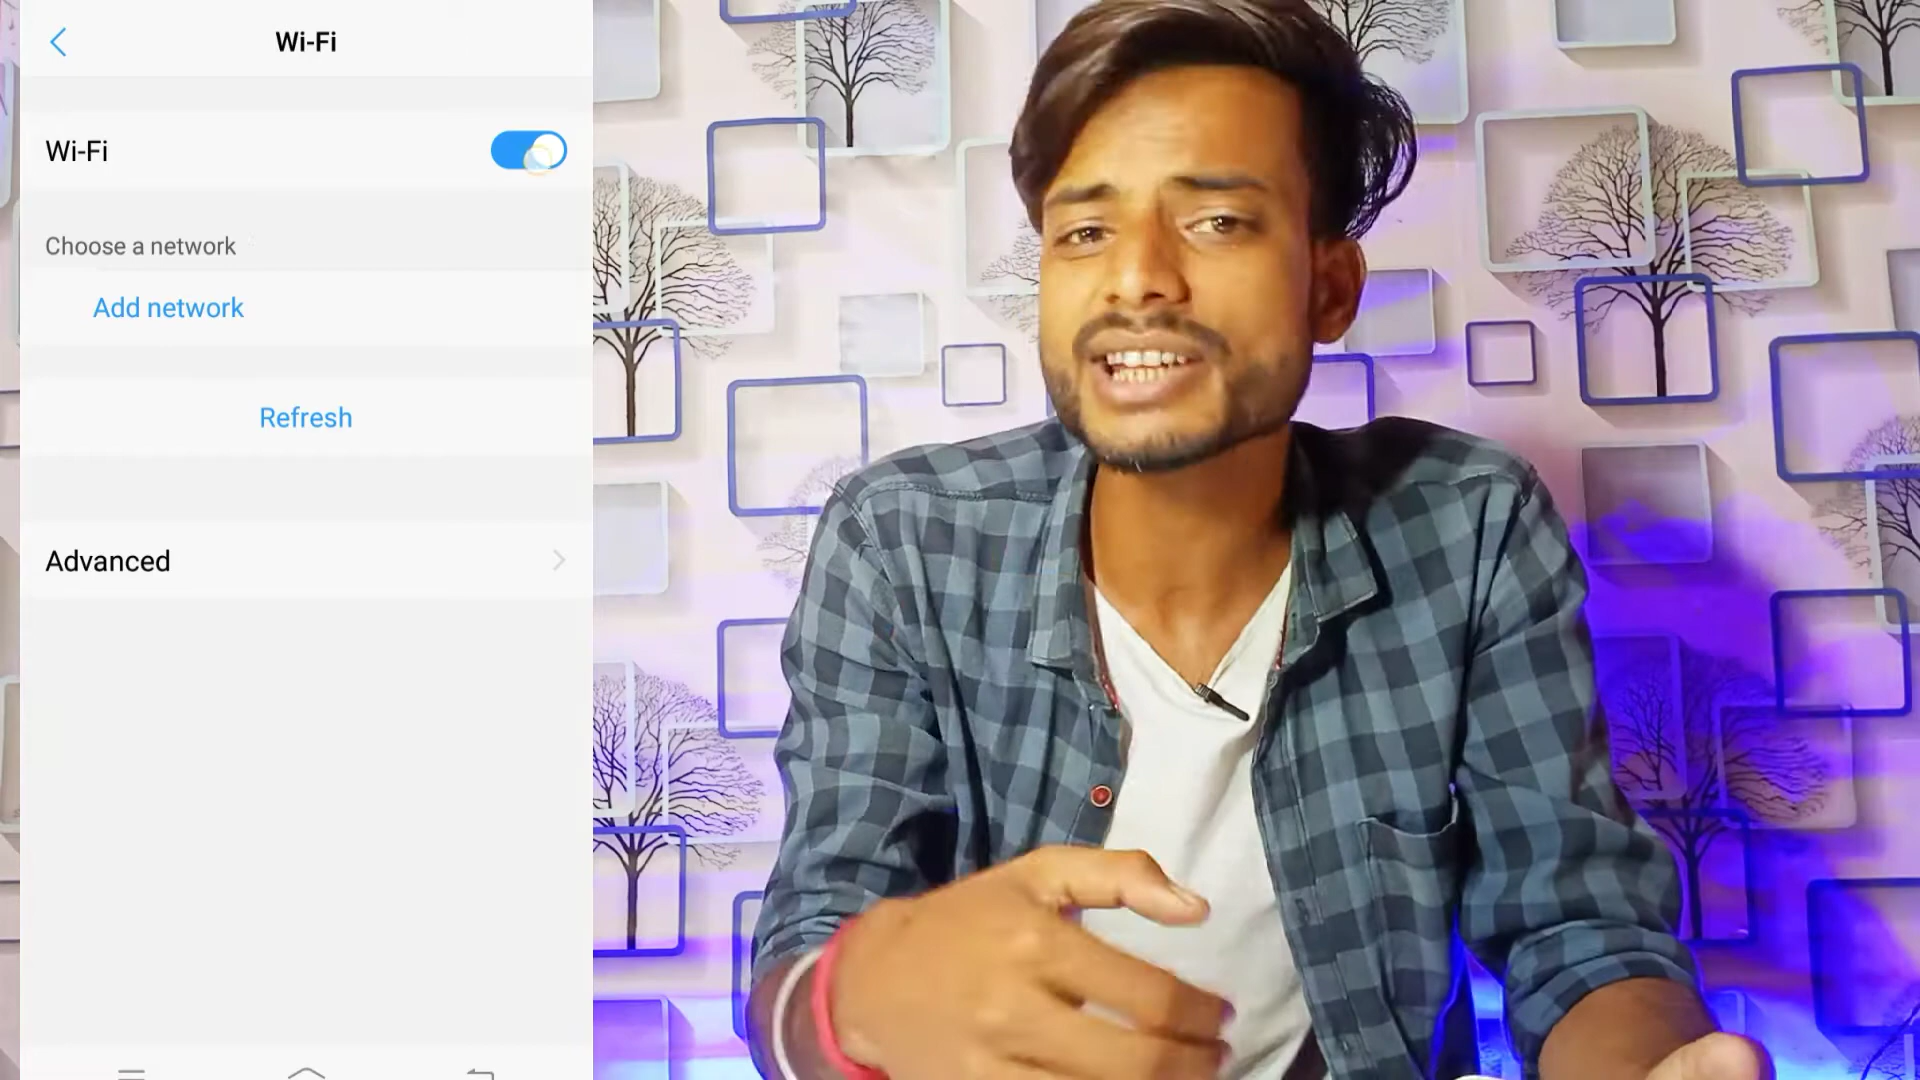 Wi-Fi
Wi-Fi
Choose a network
Add network
Refresh
Advanced